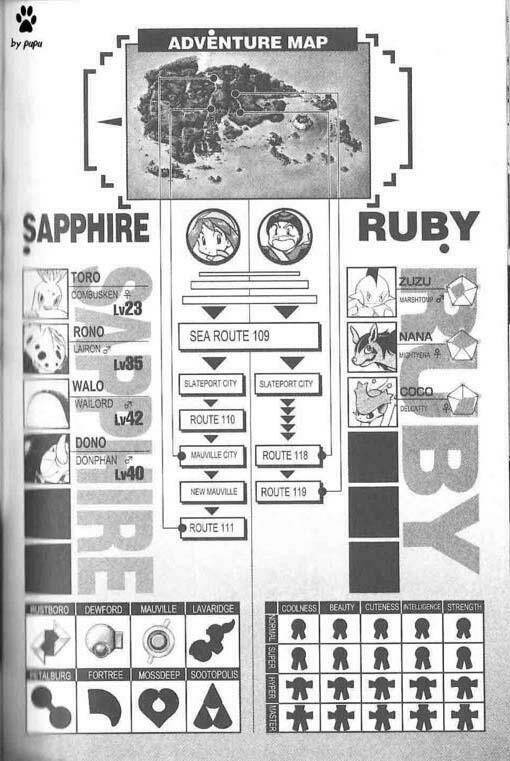 by pupu
ADVENTURE MAP
SAPPHIRE
RUBY
TORO
COMBUSKEN ♀
Lv23
RONO
LAIRON ♂
Lv35
WALO
WAILORD ♂
Lv42
DONO
DONPHAN ♂
Lv40
SAPPHIRE
SEA ROUTE 109
SLATEPORT CITY
ROUTE 110
MAUVILLE CITY
NEW MAUVILLE
ROUTE 111
SLATEPORT CITY
ROUTE 118
ROUTE 119
ZUZU
MARSHTOMP ♂
NANA
MIGHTYENA ♀
COCO
DELCATTY ♀
RUBY
RUSTBORO DEWFORD MAUVILLE LAVARIDGE
PETALBURG FORTREE MOSSDEEP SOOTOPOLIS
COOLNESS BEAUTY CUTENESS INTELLIGENCE STRENGTH
NORMAL
SUPER
HYPER
MASTER